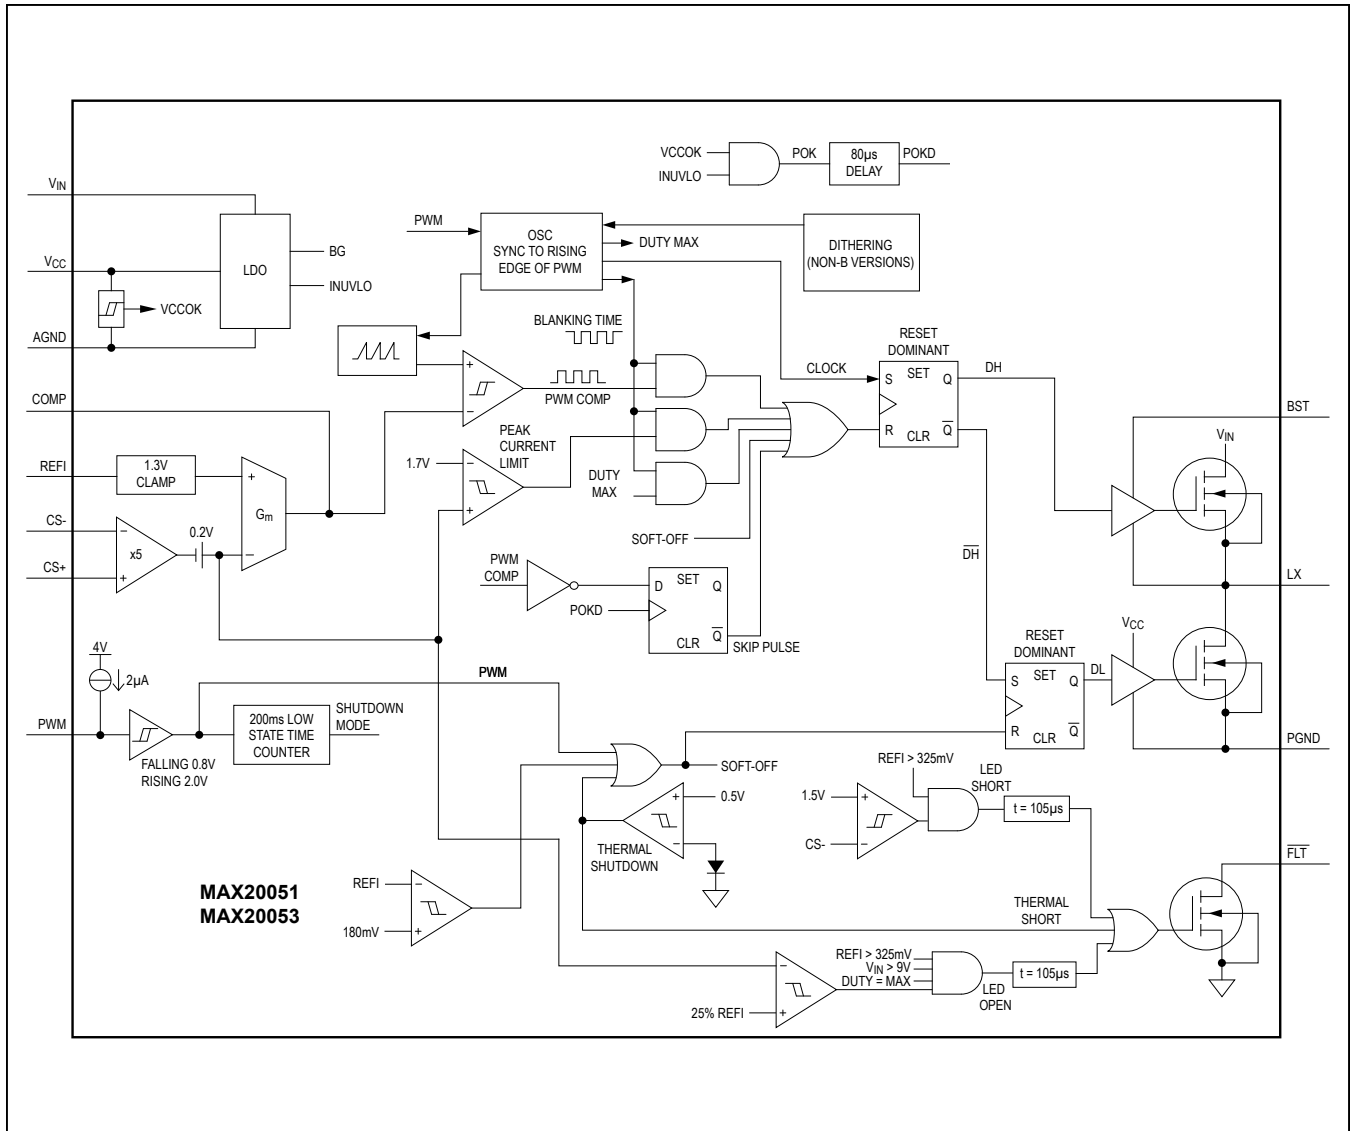 VCCOK
INUVLO
POK
80µs
DELAY
POKD
VIN
LDO
BG
INUVLO
VCC
VCCOK
AGND
PWM
OSC
SYNC TO RISING
EDGE OF PWM
DUTY MAX
DITHERING
(NON-B VERSIONS)
BLANKING TIME
+
−
PWM COMP
CLOCK
RESET
DOMINANT
S
SET
Q
R
CLR
Q
DH
COMP
REFI
1.3V
CLAMP
+
Gm
−
CS-
CS+
−
x5
+
0.2V
PEAK
CURRENT
LIMIT
1.7V
−
+
DUTY
MAX
SOFT-OFF
PWM
COMP
POKD
D
SET
Q
CLR
Q
SKIP PULSE
DH
BST
VIN
LX
VCC
RESET
DOMINANT
S
SET
Q
R
CLR
Q
DL
PGND
4V
2µA
PWM
PWM
FALLING 0.8V
RISING 2.0V
200ms LOW
STATE TIME
COUNTER
SHUTDOWN
MODE
SOFT-OFF
+
0.5V
−
THERMAL
SHUTDOWN
REFI > 325mV
LED
SHORT
1.5V
+
CS-
−
t = 105µs
FLT
MAX20051
MAX20053
REFI
−
180mV
+
THERMAL
SHORT
REFI > 325mV
VIN > 9V
DUTY = MAX
−
25% REFI
+
LED
OPEN
t = 105µs